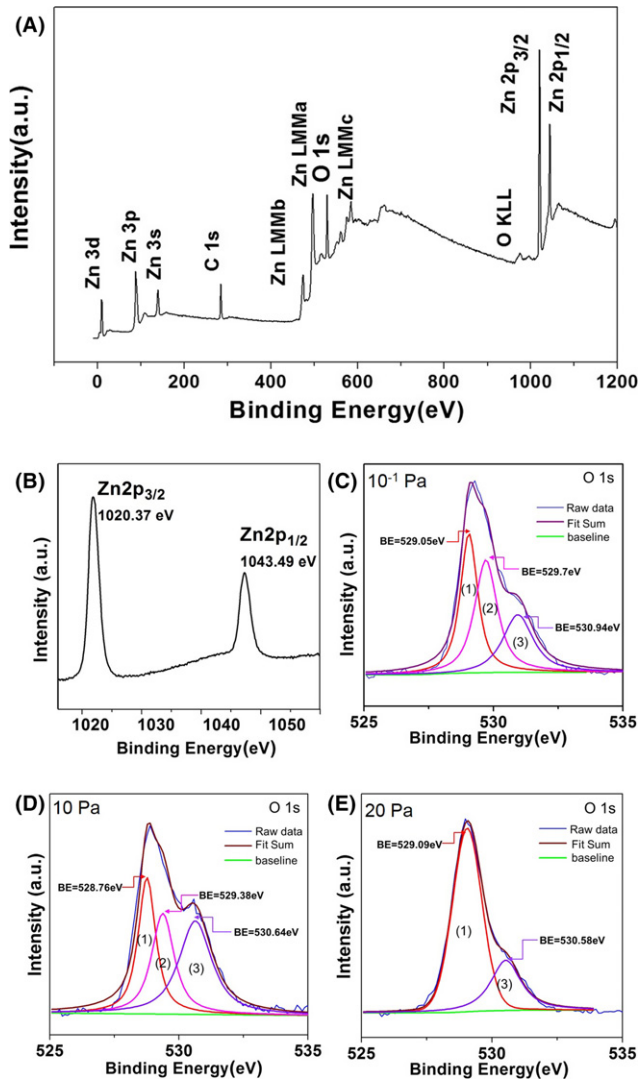 (A)
Intensity(a.u.)
Zn 3d
Zn 3p
Zn 3s
C 1s
Zn LMMb
Zn LMMa
O 1s
Zn LMMc
O KLL
Zn 2p3/2
Zn 2p1/2
0 200 400 600 800 1000 1200
Binding Energy(eV)
(B)
Zn2p3/2
1020.37 eV
Zn2p1/2
1043.49 eV
Intensity (a.u.)
1020 1030 1040 1050
Binding Energy(eV)
(C)
10-1 Pa
O 1s
Raw data
Fit Sum
baseline
BE=529.05eV
BE=529.7eV
BE=530.94eV
(1)
(2)
(3)
Intensity (a.u.)
525 530 535
Binding Energy(eV)
(D)
10 Pa
O 1s
Raw data
Fit Sum
baseline
BE=528.76eV
BE=529.38eV
BE=530.64eV
(1)
(2)
(3)
Intensity (a.u.)
525 530 535
Binding Energy(eV)
(E)
20 Pa
O 1s
Raw data
Fit Sum
baseline
BE=529.09eV
BE=530.58eV
(1)
(3)
Intensity (a.u.)
525 530 535
Binding Energy(eV)